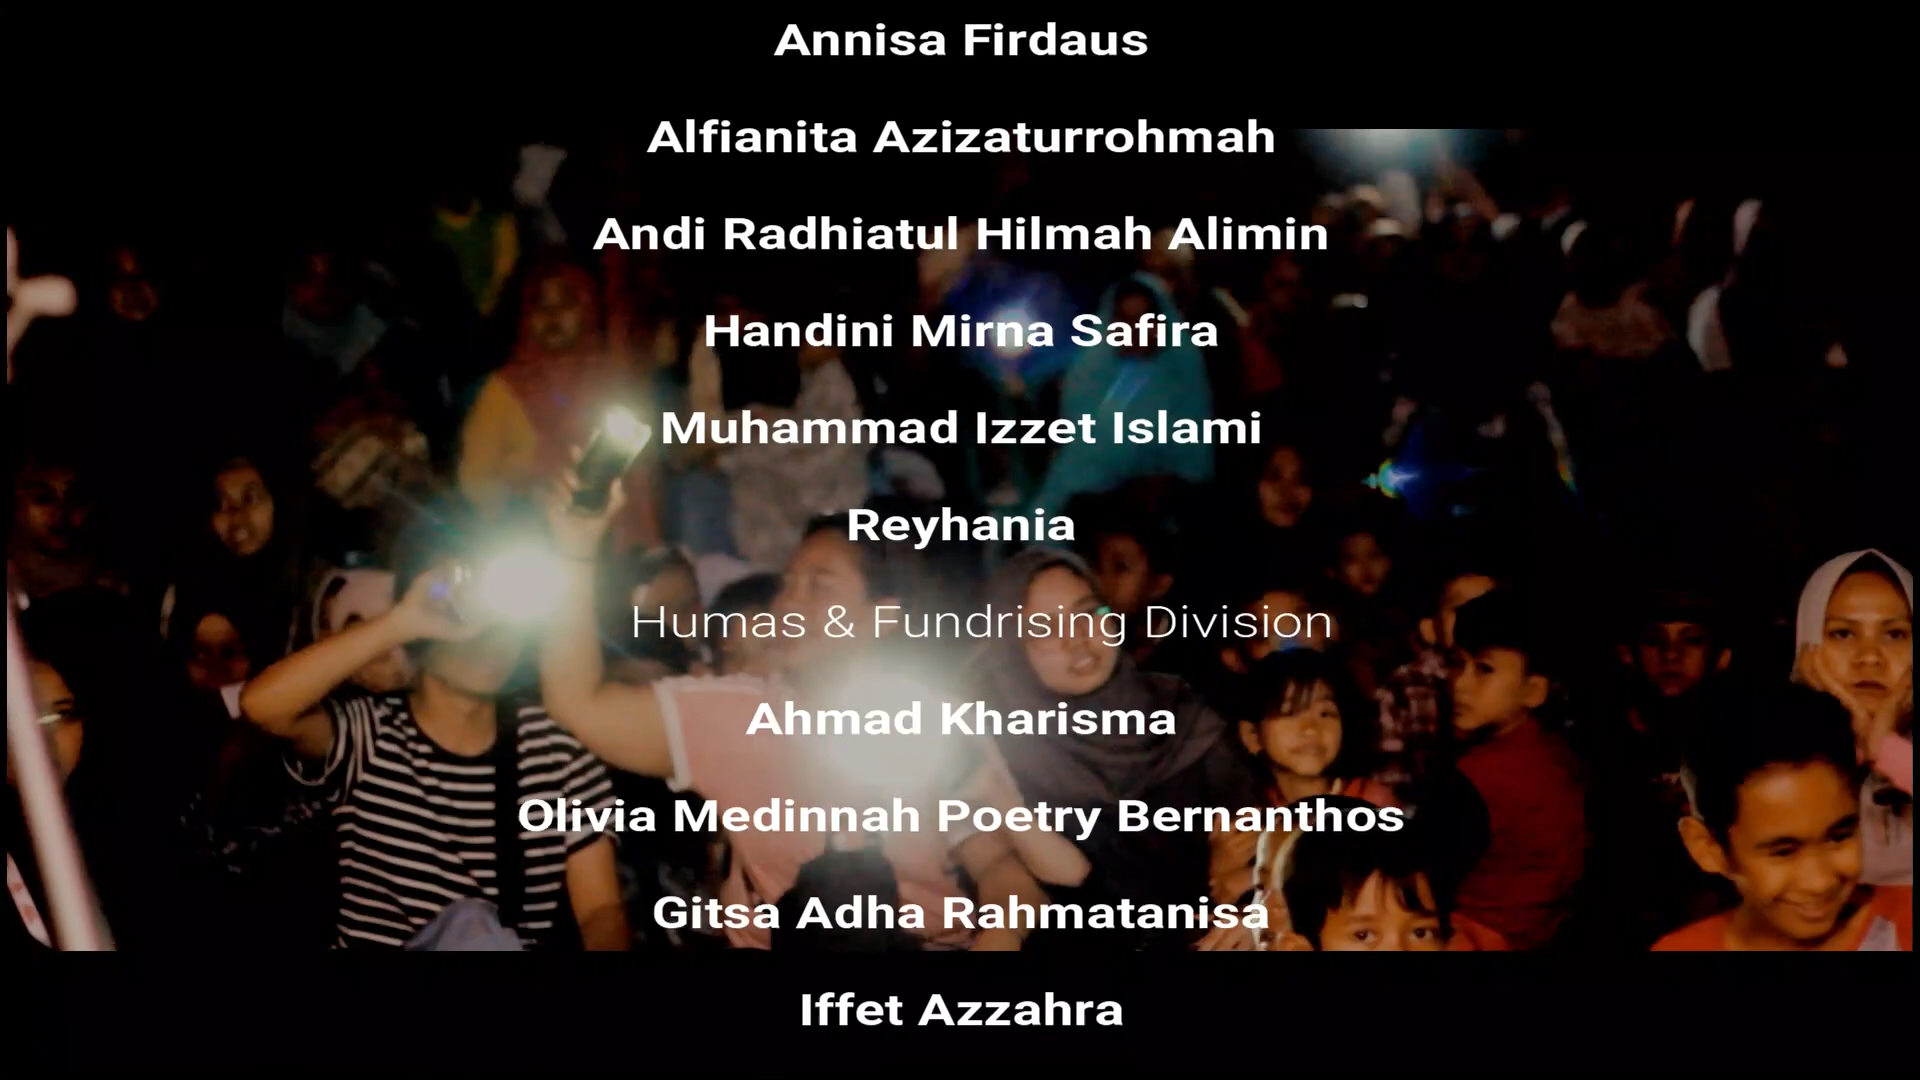 Annisa Firdaus
Alfianita Azizaturrohmah
Andi Radhiatul Hilmah Alimin
Handini Mirna Safira
Muhammad Izzet Islami
Reyhania
Humas & Fundrising Division
Ahmad Kharisma
Olivia Medinnah Poetry Bernanthos
Gitsa Adha Rahmatanisa
Iffet Azzahra